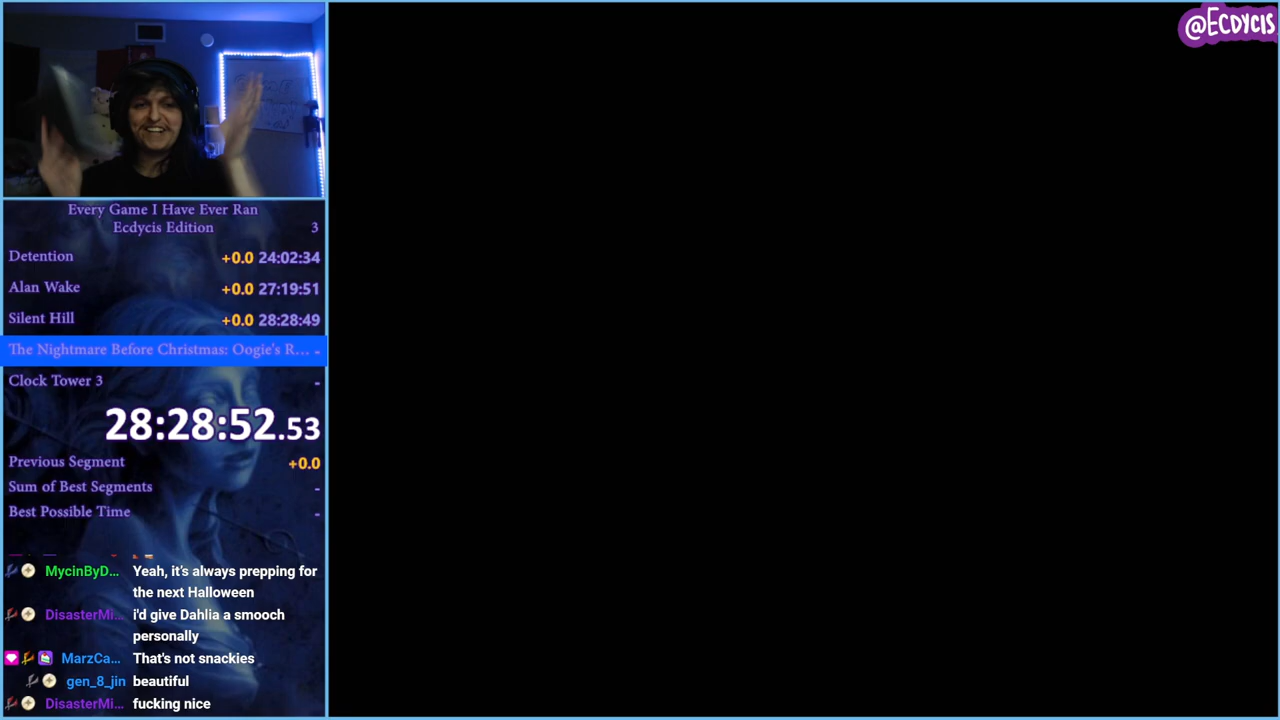 @ECDYCIS
Every Game I Have Ever Ran
Ecdycis Edition 3
Detention +0.0 24:02:34
Alan Wake +0.0 27:19:51
Silent Hill +0.0 28:28:49
The Nightmare Before Christmas: Oogie's R... -
Clock Tower 3 -
28:28:52.53
Previous Segment +0.0
Sum of Best Segments -
Best Possible Time -
MycinByD... Yeah, it's always prepping for
the next Halloween
DisasterMi... i'd give Dahlia a smooch
personally
MarzCa... That's not snackies
gen_8_jin beautiful
DisasterMi... fucking nice